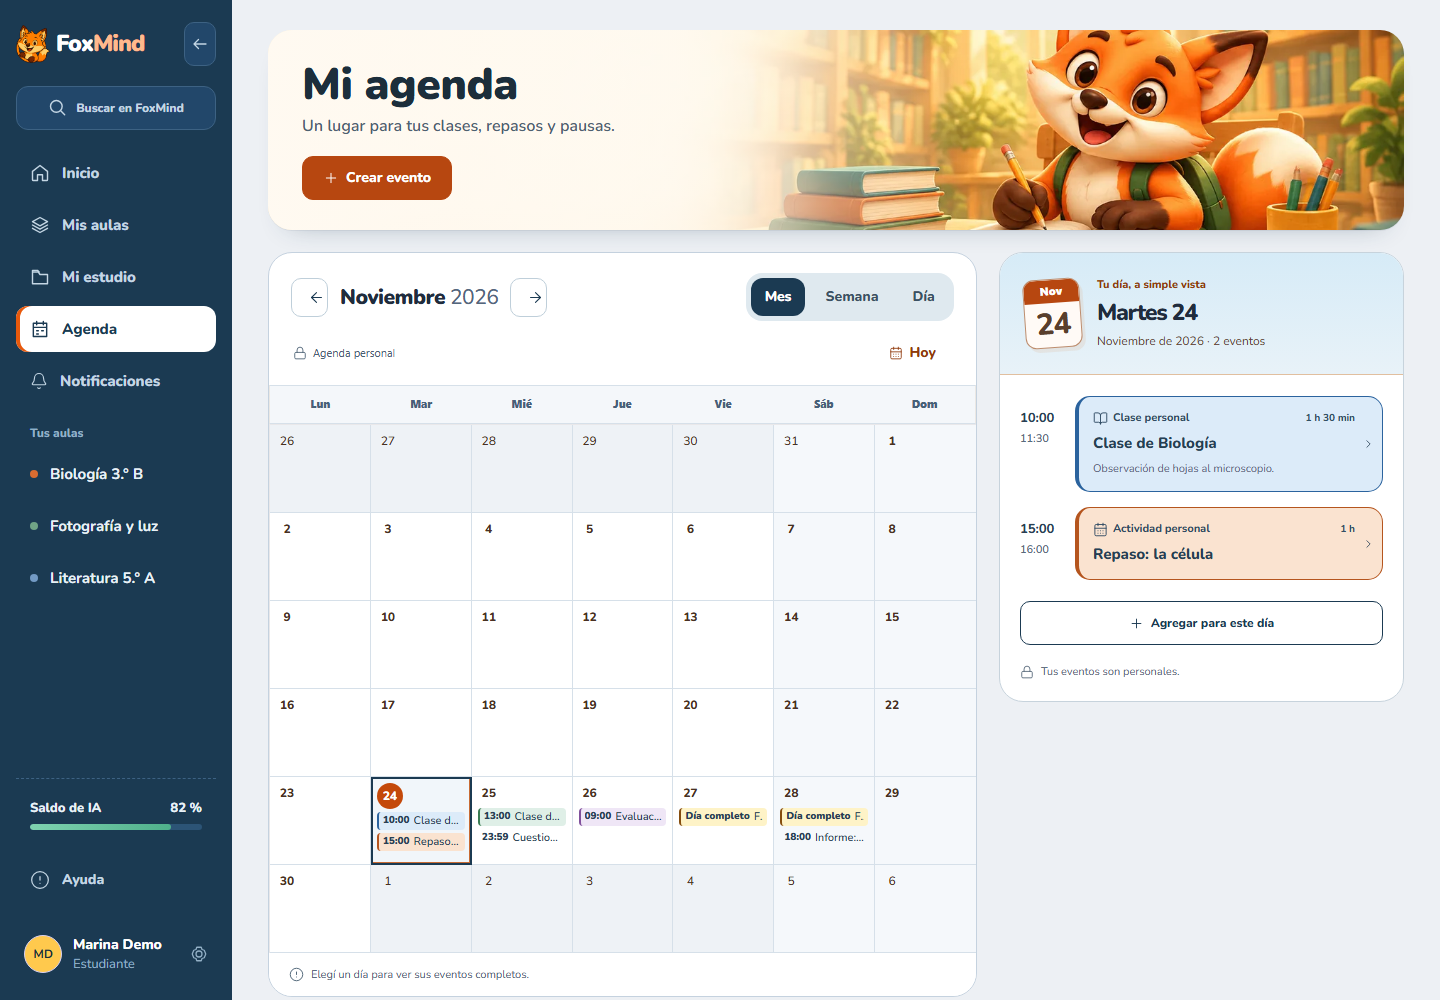 FoxMind
Buscar en FoxMind
Inicio
Mis aulas
Mi estudio
Agenda
Notificaciones
Tus aulas
Biología 3.° B
Fotografía y luz
Literatura 5.° A
Saldo de IA 82 %
Ayuda
MD
Marina Demo
Estudiante
Mi agenda
Un lugar para tus clases, repasos y pausas.
+ Crear evento
Noviembre 2026
Mes Semana Día
Agenda personal
Hoy
Lun Mar Mié Jue Vie Sáb Dom
26 27 28 29 30 31 1
2 3 4 5 6 7 8
9 10 11 12 13 14 15
16 17 18 19 20 21 22
23 24 25 26 27 28 29
10:00 Clase d... 13:00 Clase d... 09:00 Evaluac... Día completo F. Día completo F.
15:00 Repaso... 23:59 Cuestio... 18:00 Informe:...
30 1 2 3 4 5 6
Elegí un día para ver sus eventos completos.
Nov
24
Tu día, a simple vista
Martes 24
Noviembre de 2026 · 2 eventos
10:00
11:30
Clase personal 1 h 30 min
Clase de Biología
Observación de hojas al microscopio.
15:00
16:00
Actividad personal 1 h
Repaso: la célula
+ Agregar para este día
Tus eventos son personales.